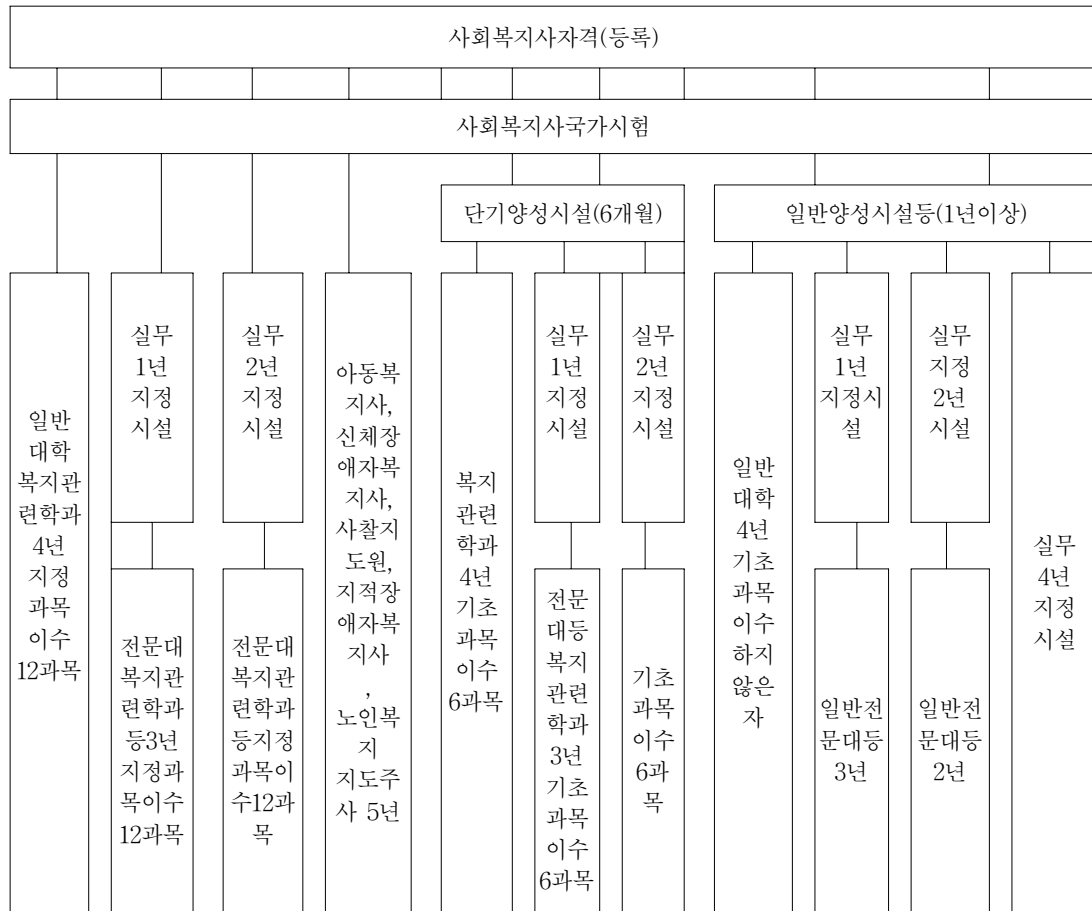 사회복지사자격(등록)
사회복지사국가시험
단기양성시설(6개월)
일반양성시설등(1년이상)
일반
대학
복지관
련학과
4년
지정
과목
이수
12과목
실무
1년
지정
시설
전문대
복지관
련학과
등3년
지정과
목이수
12과목
실무
2년
지정
시설
전문대
복지관
련학과
등지정
과목이
수12과
목
아동복
지사,
신체장
애자복
지사,
사찰지
도원,
지적장
애자복
지사
,
노인복
지
지도주
사 5년
복지
관련
학과
4년
기초
과목
이수
6과목
실무
1년
지정
시설
전문
대등
복지
관련
학과
3년
기초
과목
이수
6과목
실무
2년
지정
시설
기초
과목
이수
6과
목
일반
대학
4년
기초
과목
이수
하지
않은
자
실무
1년
지정시
설
일반전
문대등
3년
실무
지정
2년
시설
일반전
문대등
2년
실무
4년
지정
시설